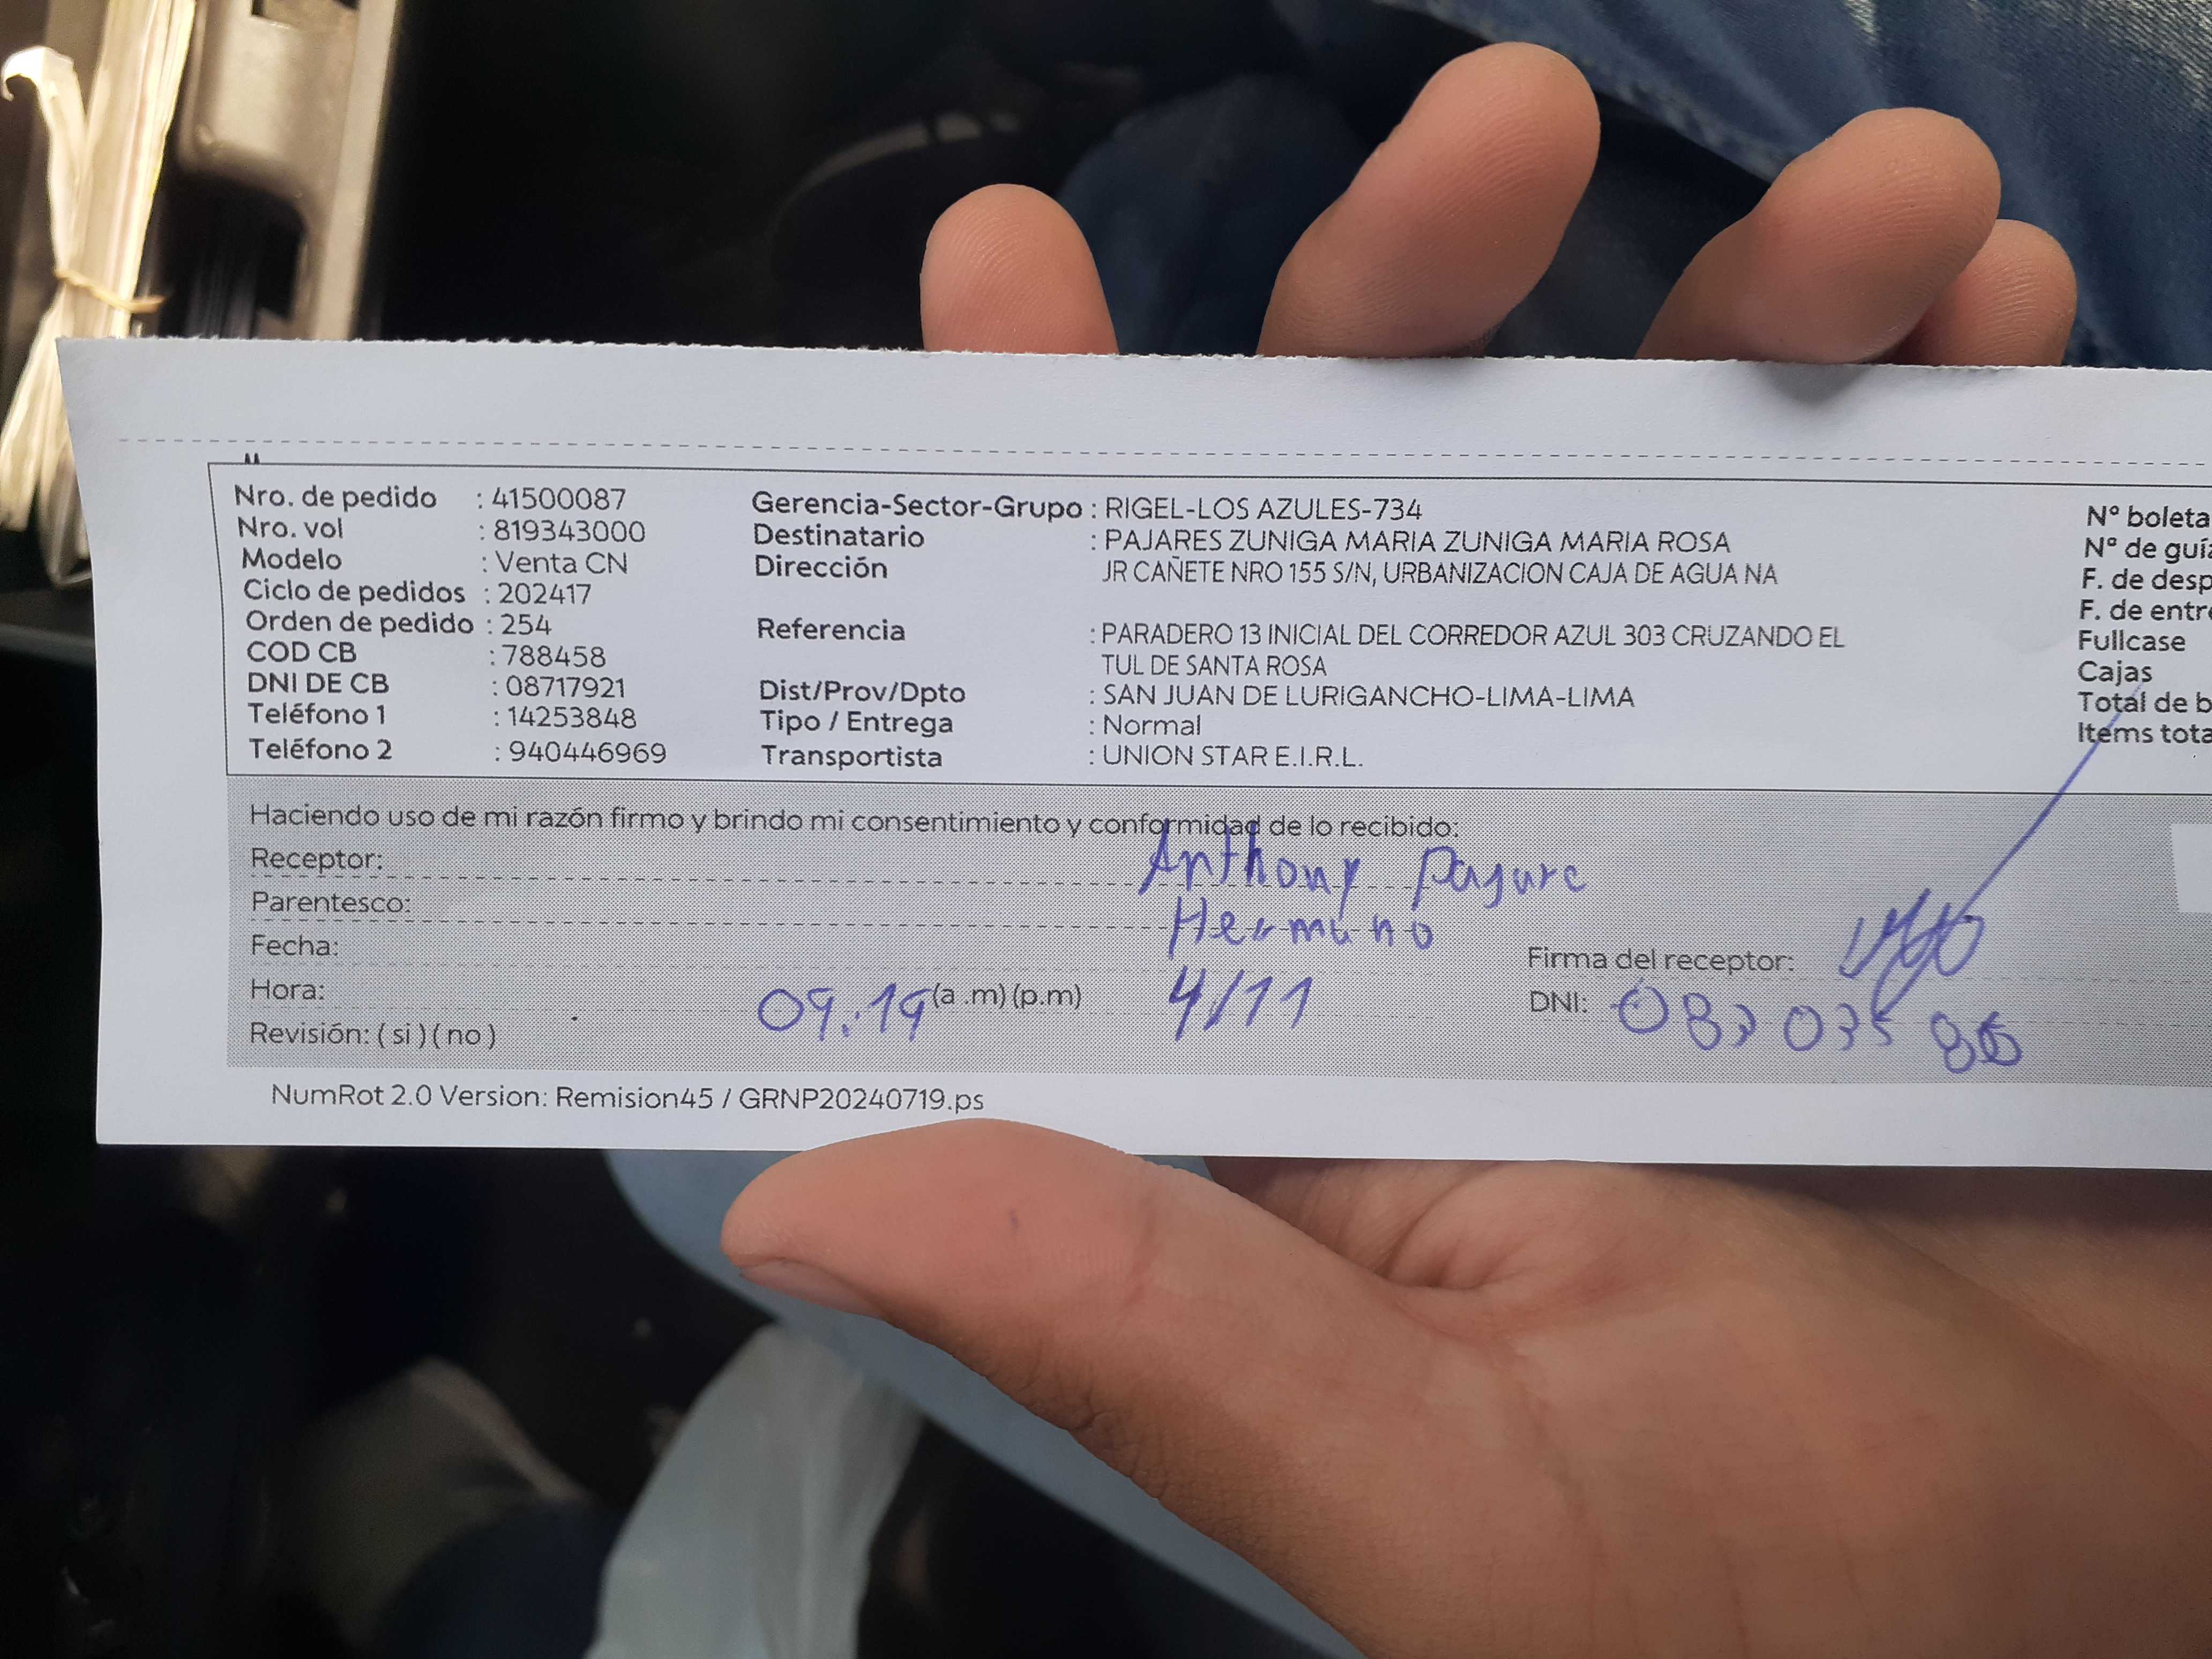 Nro. de pedido : 41500087
Nro. vol : 819343000
Modelo : Venta CN
Ciclo de pedidos : 202417
Orden de pedido : 254
COD CB : 788458
DNI DE CB : 08717921
Teléfono 1 : 14253848
Teléfono 2 : 940446969
Gerencia-Sector-Grupo : RIGEL-LOS AZULES-734
Destinatario : PAJARES ZUNIGA MARIA ZUNIGA MARIA ROSA
Dirección JR CAÑETE NRO 155 S/N, URBANIZACION CAJA DE AGUA NA
Referencia : PARADERO 13 INICIAL DEL CORREDOR AZUL 303 CRUZANDO EL
TUL DE SANTA ROSA
Dist/Prov/Dpto : SAN JUAN DE LURIGANCHO-LIMA-LIMA
Tipo / Entrega : Normal
Transportista : UNION STAR E.I.R.L.
Nº boleta
Nº de guía
F. de desp
F. de entre
Fullcase
Cajas
Total de b
Items tota
Haciendo uso de mi razón firmo y brindo mi consentimiento y conformidad de lo recibido:
Receptor: Anthony Pajare
Parentesco: Hermano
Fecha: 4/11
Hora: 09:19 (a .m) (p.m)
Revisión: ( si ) ( no )
Firma del receptor:
DNI:
NumRot 2.0 Version: Remision45 / GRNP20240719.ps